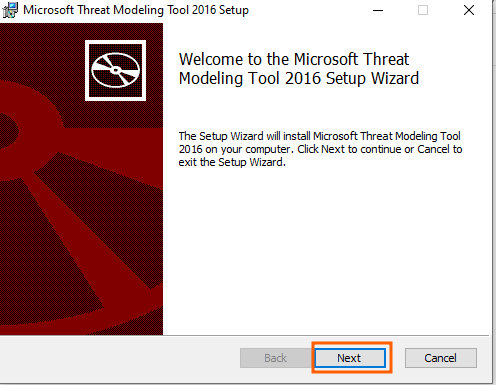 Microsoft Threat Modeling Tool 2016 Setup
Welcome to the Microsoft Threat
Modeling Tool 2016 Setup Wizard
The Setup Wizard will install Microsoft Threat Modeling Tool
2016 on your computer. Click Next to continue or Cancel to
exit the Setup Wizard.
Back Next Cancel